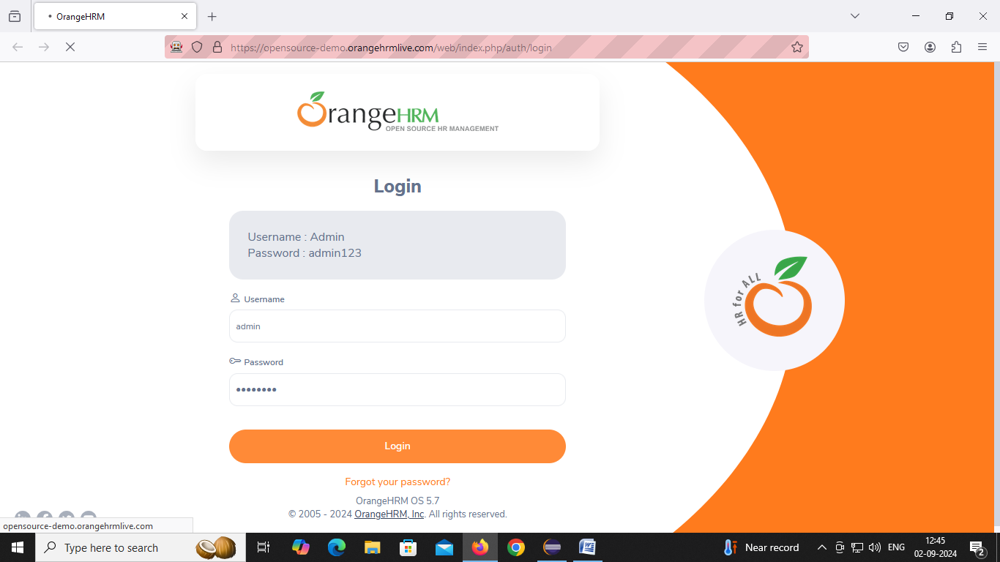 OrangeHRM
https://opensource-demo.orangehrmlive.com/web/index.php/auth/login
OrangeHRM
OPEN SOURCE HR MANAGEMENT
Login
Username : Admin
Password : admin123
Username
admin
Password
••••••••
Login
Forgot your password?
OrangeHRM OS 5.7
© 2005 - 2024 OrangeHRM, Inc. All rights reserved.
HR for ALL
opensource-demo.orangehrmlive.com
Type here to search
Near record
ENG
12:45
02-09-2024
2